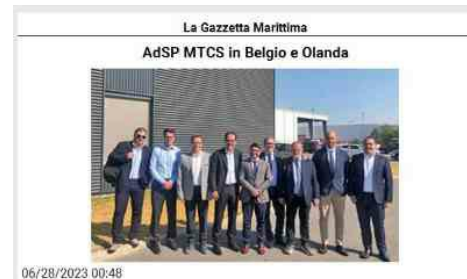 La Gazzetta Marittima
AdSP MTCS in Belgio e Olanda
06/28/2023 00:48